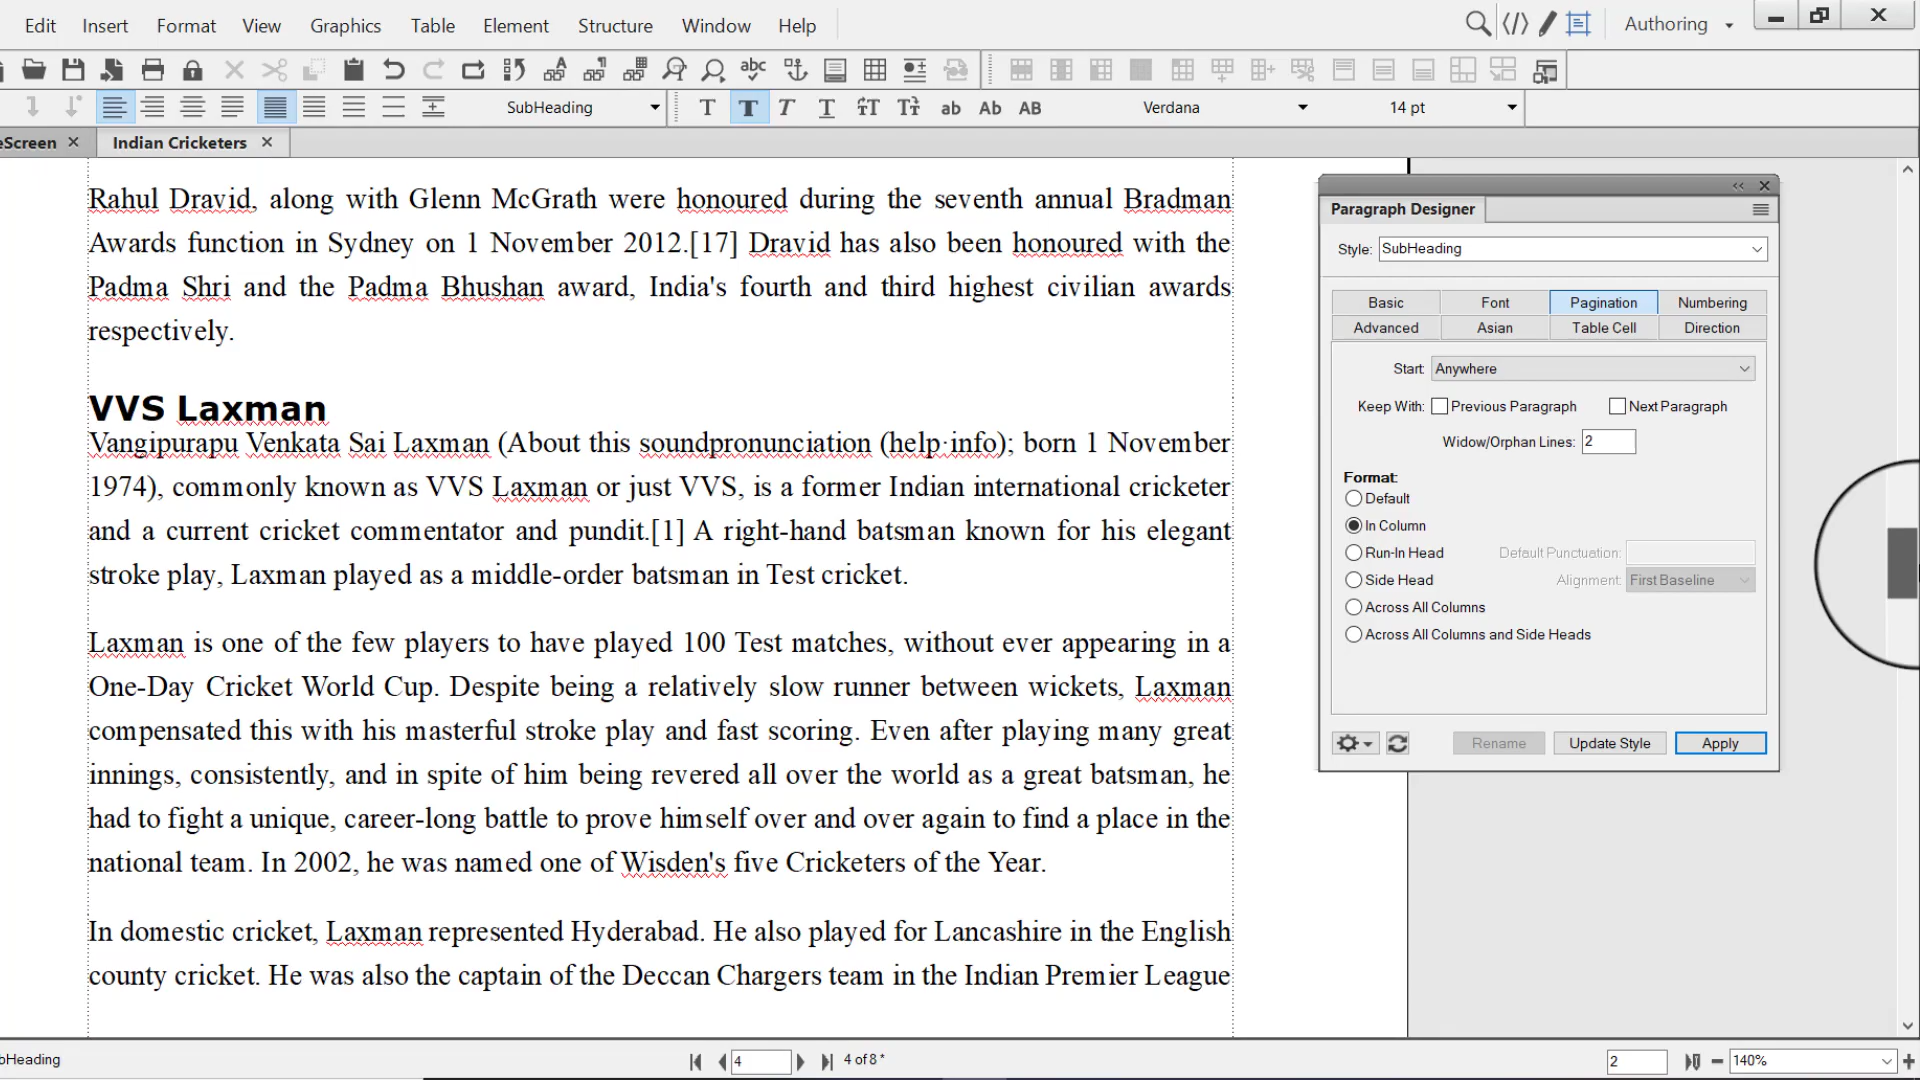 Edit Insert Format View Graphics Table Element Structure Window Help
Authoring
SubHeading
T T T T ab Ab AB
Verdana
14 pt
eScreen
Indian Cricketers
Rahul Dravid, along with Glenn McGrath were honoured during the seventh annual Bradman
Awards function in Sydney on 1 November 2012.[17] Dravid has also been honoured with the
Padma Shri and the Padma Bhushan award, India's fourth and third highest civilian awards
respectively.
VVS Laxman
Vangipurapu Venkata Sai Laxman (About this soundpronunciation (help·info); born 1 November
1974), commonly known as VVS Laxman or just VVS, is a former Indian international cricketer
and a current cricket commentator and pundit.[1] A right-hand batsman known for his elegant
stroke play, Laxman played as a middle-order batsman in Test cricket.
Laxman is one of the few players to have played 100 Test matches, without ever appearing in a
One-Day Cricket World Cup. Despite being a relatively slow runner between wickets, Laxman
compensated this with his masterful stroke play and fast scoring. Even after playing many great
innings, consistently, and in spite of him being revered all over the world as a great batsman, he
had to fight a unique, career-long battle to prove himself over and over again to find a place in the
national team. In 2002, he was named one of Wisden's five Cricketers of the Year.
In domestic cricket, Laxman represented Hyderabad. He also played for Lancashire in the English
county cricket. He was also the captain of the Deccan Chargers team in the Indian Premier League
Paragraph Designer
Style: SubHeading
Basic Font Pagination Numbering
Advanced Asian Table Cell Direction
Start: Anywhere
Keep With: Previous Paragraph Next Paragraph
Widow/Orphan Lines: 2
Format:
Default
In Column
Run-In Head Default Punctuation:
Side Head Alignment: First Baseline
Across All Columns
Across All Columns and Side Heads
Rename Update Style Apply
bHeading
4
4 of 8 *
2
140%